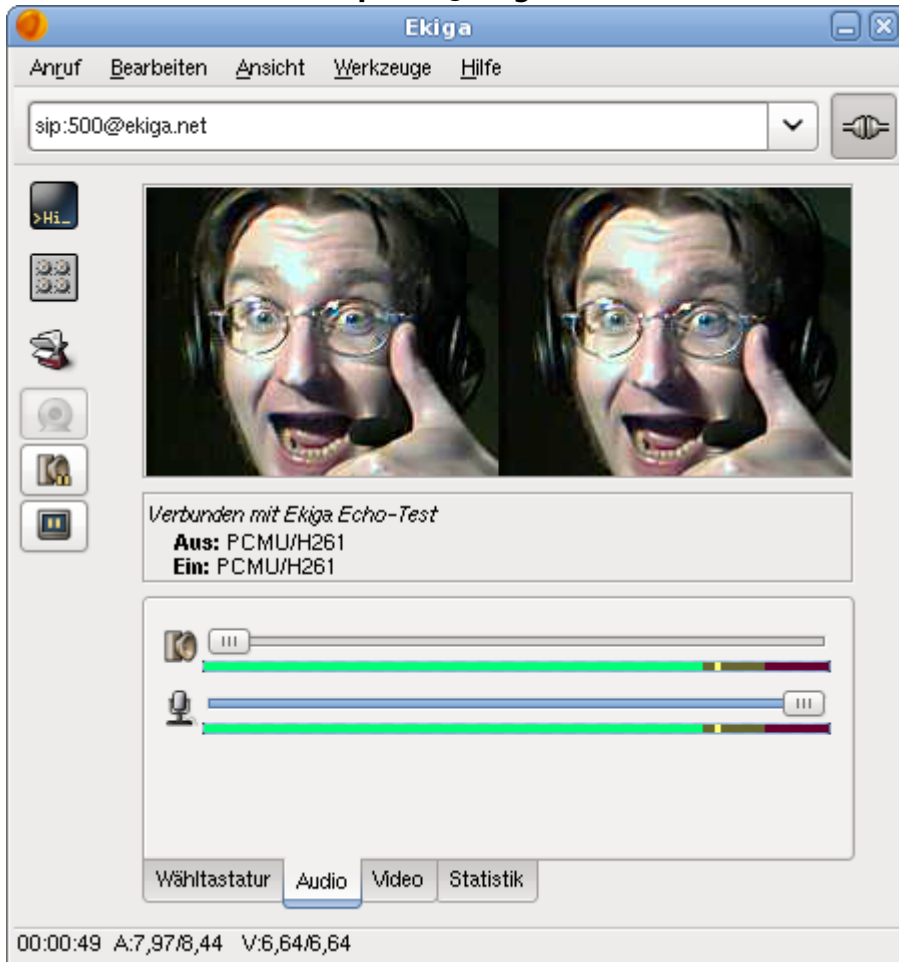 Ekiga
Anruf Bearbeiten Ansicht Werkzeuge Hilfe
sip:500@ekiga.net
>Hi_
Verbunden mit Ekiga Echo-Test
Aus: PCMU/H261
Ein: PCMU/H261
Wähltastatur Audio Video Statistik
00:00:49 A:7,97/8,44 V:6,64/6,64